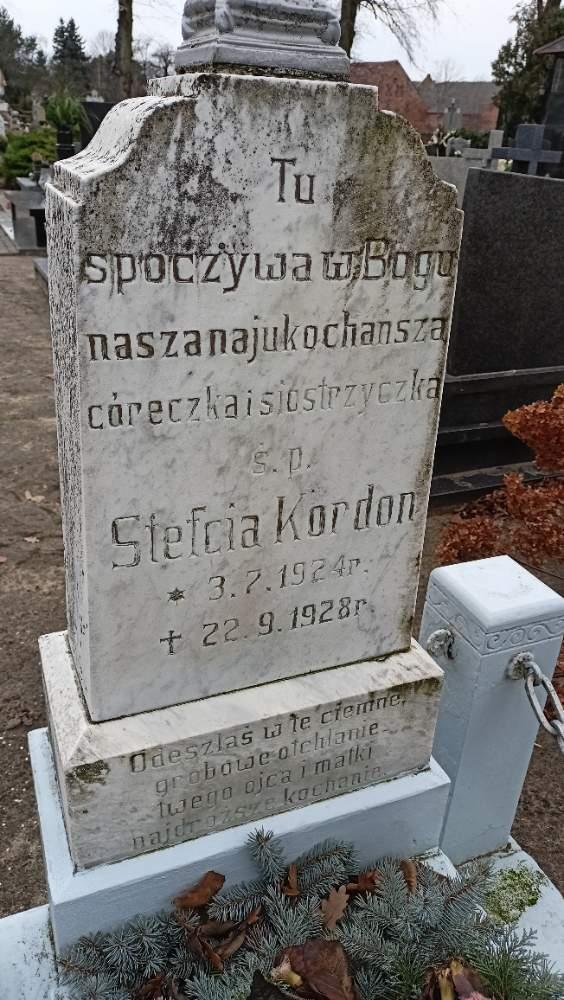 Tu
spoczywa w Bogu
nasza najukochańsza
córeczka i siostrzyczka
ś. p.
Stefcia Kordon
* 3. 7. 1924 r.
† 22. 9. 1928 r.
Odeszłaś w te ciemne,
grobowe otchłanie-
twego ojca i matki
najdroższe kochanie.